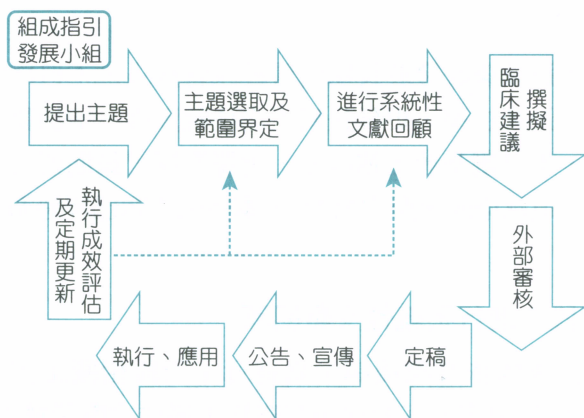 組成指引
發展小組
提出主題
主題選取及
範圍界定
進行系統性
文獻回顧
撰擬
臨床建議
外部審核
定稿
公告、宣傳
執行、應用
執行成效評估
及定期更新